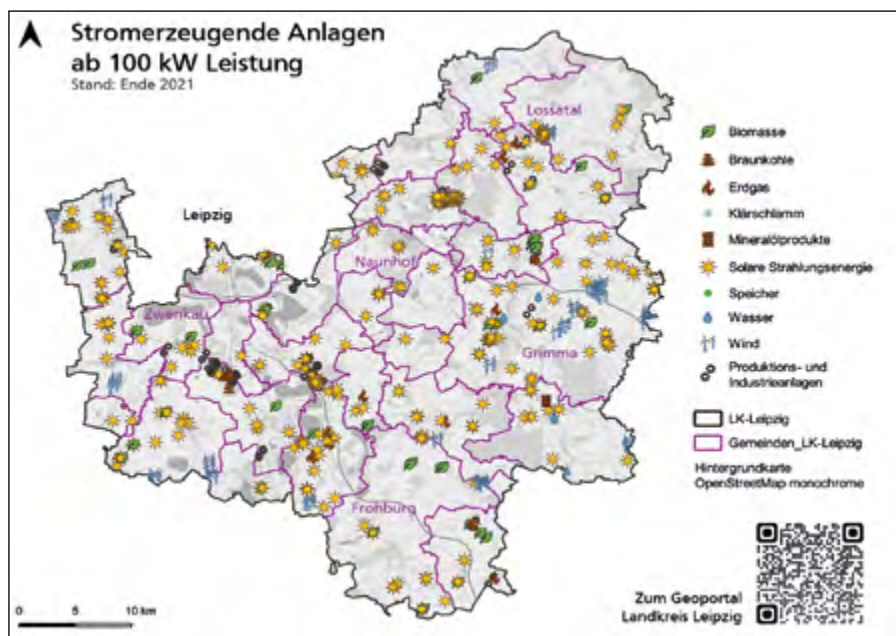 Stromerzeugende Anlagen
ab 100 kW Leistung
Stand: Ende 2021
Lossatal
Leipzig
Naunhof
Zwenkau
Grimma
Frohburg
Biomasse
Braunkohle
Erdgas
Klärschlamm
Mineralölprodukte
Solare Strahlungsenergie
Speicher
Wasser
Wind
Produktions- und
Industrieanlagen
LK-Leipzig
Gemeinden_LK-Leipzig
Hintergrundkarte
OpenStreetMap monochrome
Zum Geoportal
Landkreis Leipzig
0 5 10 km